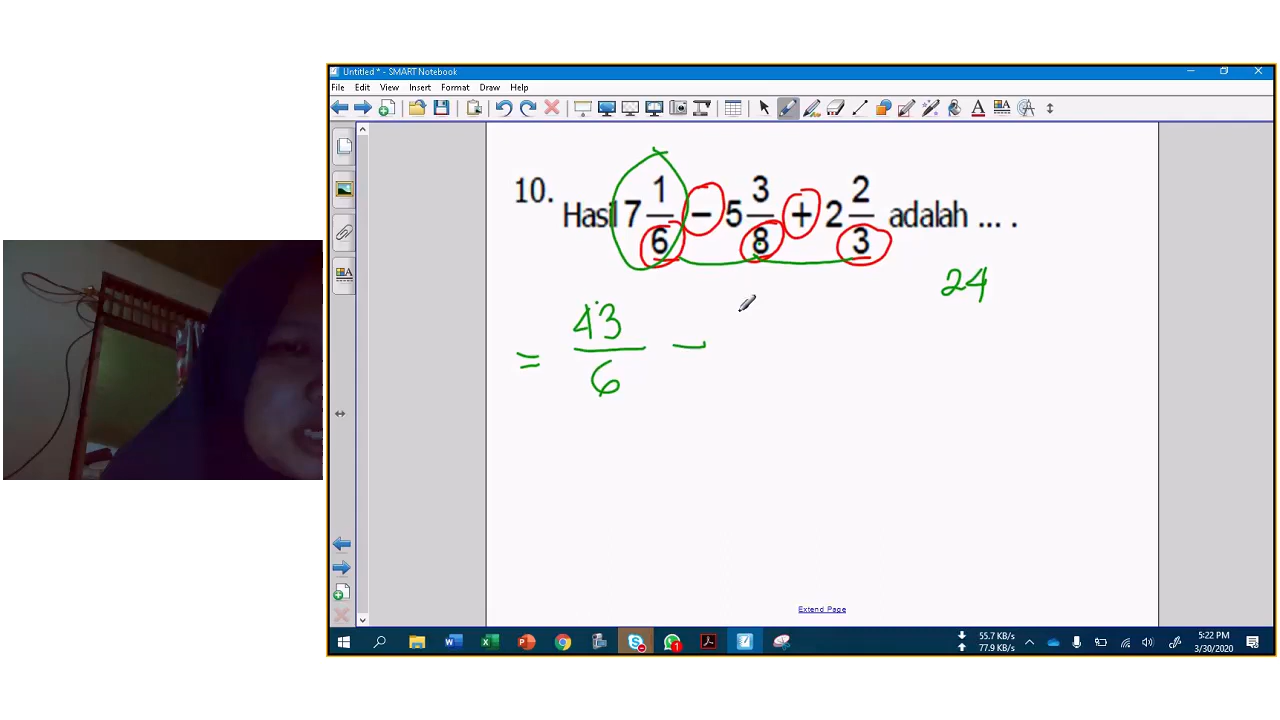 Untitled * - SMART Notebook
File Edit View Insert Format Draw Help
10. Hasil 7 1/6 − 5 3/8 + 2 2/3 adalah ... .
24
= 43/6 −
Extend Page
55.7 KB/s
77.9 KB/s
5:22 PM
3/30/2020